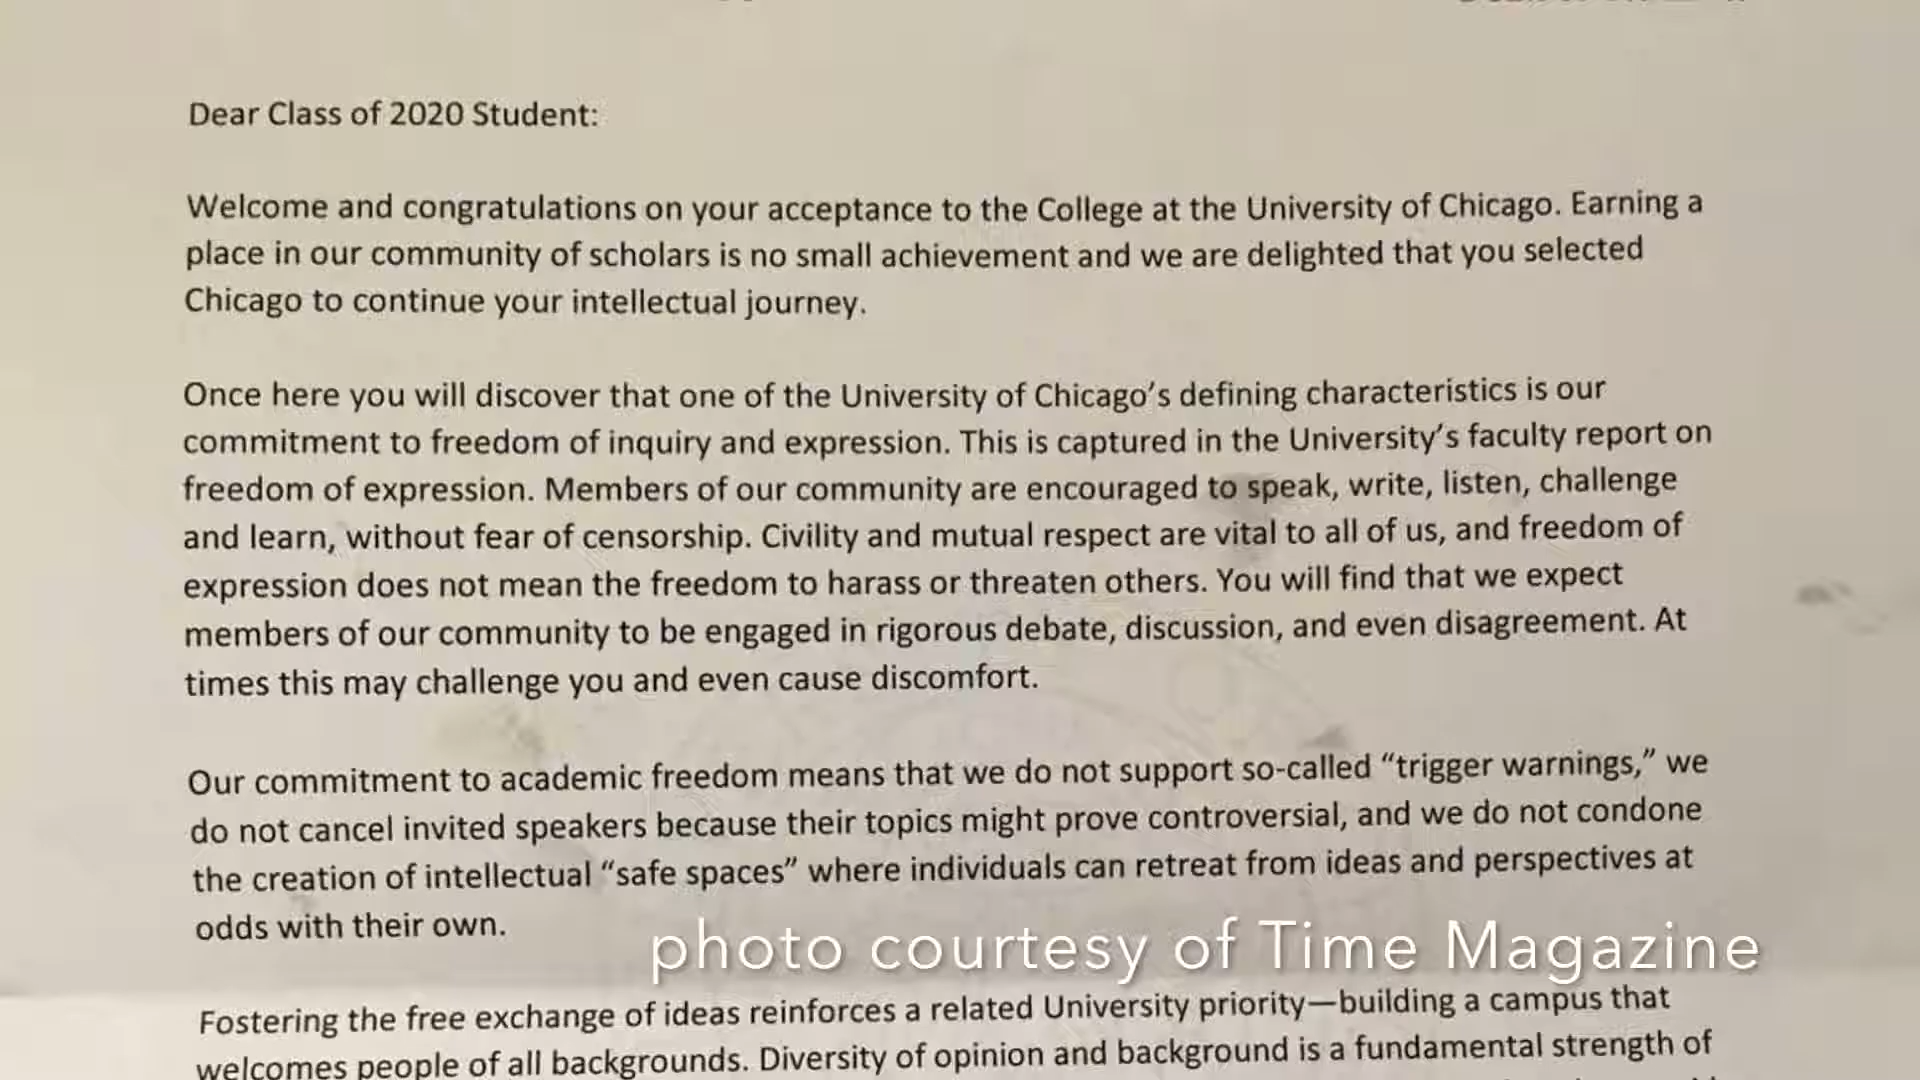 Dear Class of 2020 Student:
Welcome and congratulations on your acceptance to the College at the University of Chicago. Earning a
place in our community of scholars is no small achievement and we are delighted that you selected
Chicago to continue your intellectual journey.
Once here you will discover that one of the University of Chicago’s defining characteristics is our
commitment to freedom of inquiry and expression. This is captured in the University’s faculty report on
freedom of expression. Members of our community are encouraged to speak, write, listen, challenge
and learn, without fear of censorship. Civility and mutual respect are vital to all of us, and freedom of
expression does not mean the freedom to harass or threaten others. You will find that we expect
members of our community to be engaged in rigorous debate, discussion, and even disagreement. At
times this may challenge you and even cause discomfort.
Our commitment to academic freedom means that we do not support so-called “trigger warnings,” we
do not cancel invited speakers because their topics might prove controversial, and we do not condone
the creation of intellectual “safe spaces” where individuals can retreat from ideas and perspectives at
odds with their own.
photo courtesy of Time Magazine
Fostering the free exchange of ideas reinforces a related University priority—building a campus that
welcomes people of all backgrounds. Diversity of opinion and background is a fundamental strength of